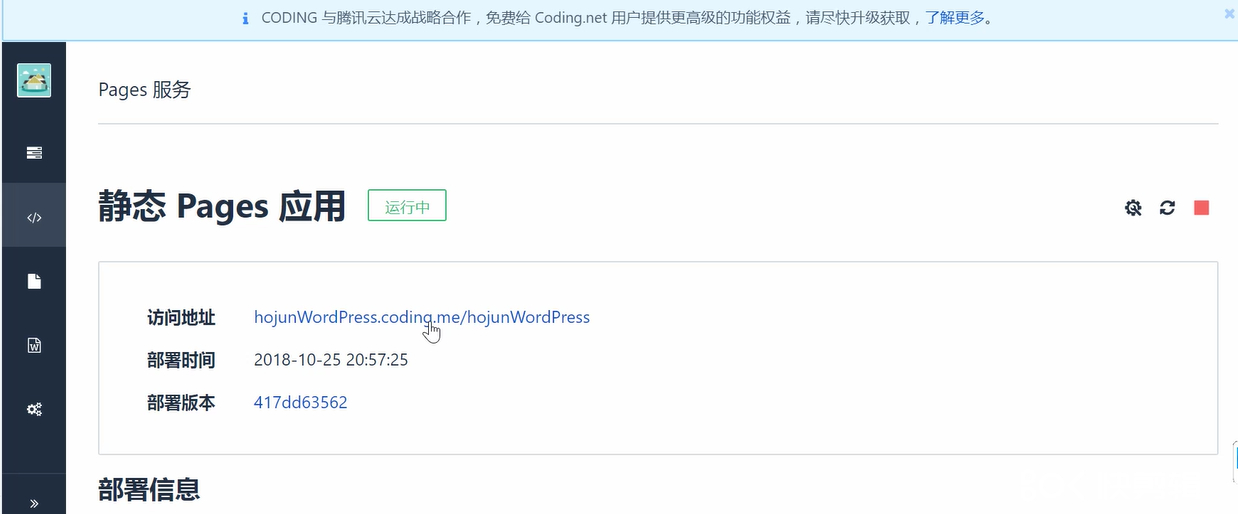 CODING 与腾讯云达成战略合作，免费给 Coding.net 用户提供更高级的功能权益，请尽快升级获取，了解更多。
Pages 服务
静态 Pages 应用 运行中
访问地址 hojunWordPress.coding.me/hojunWordPress
部署时间 2018-10-25 20:57:25
部署版本 417dd63562
部署信息